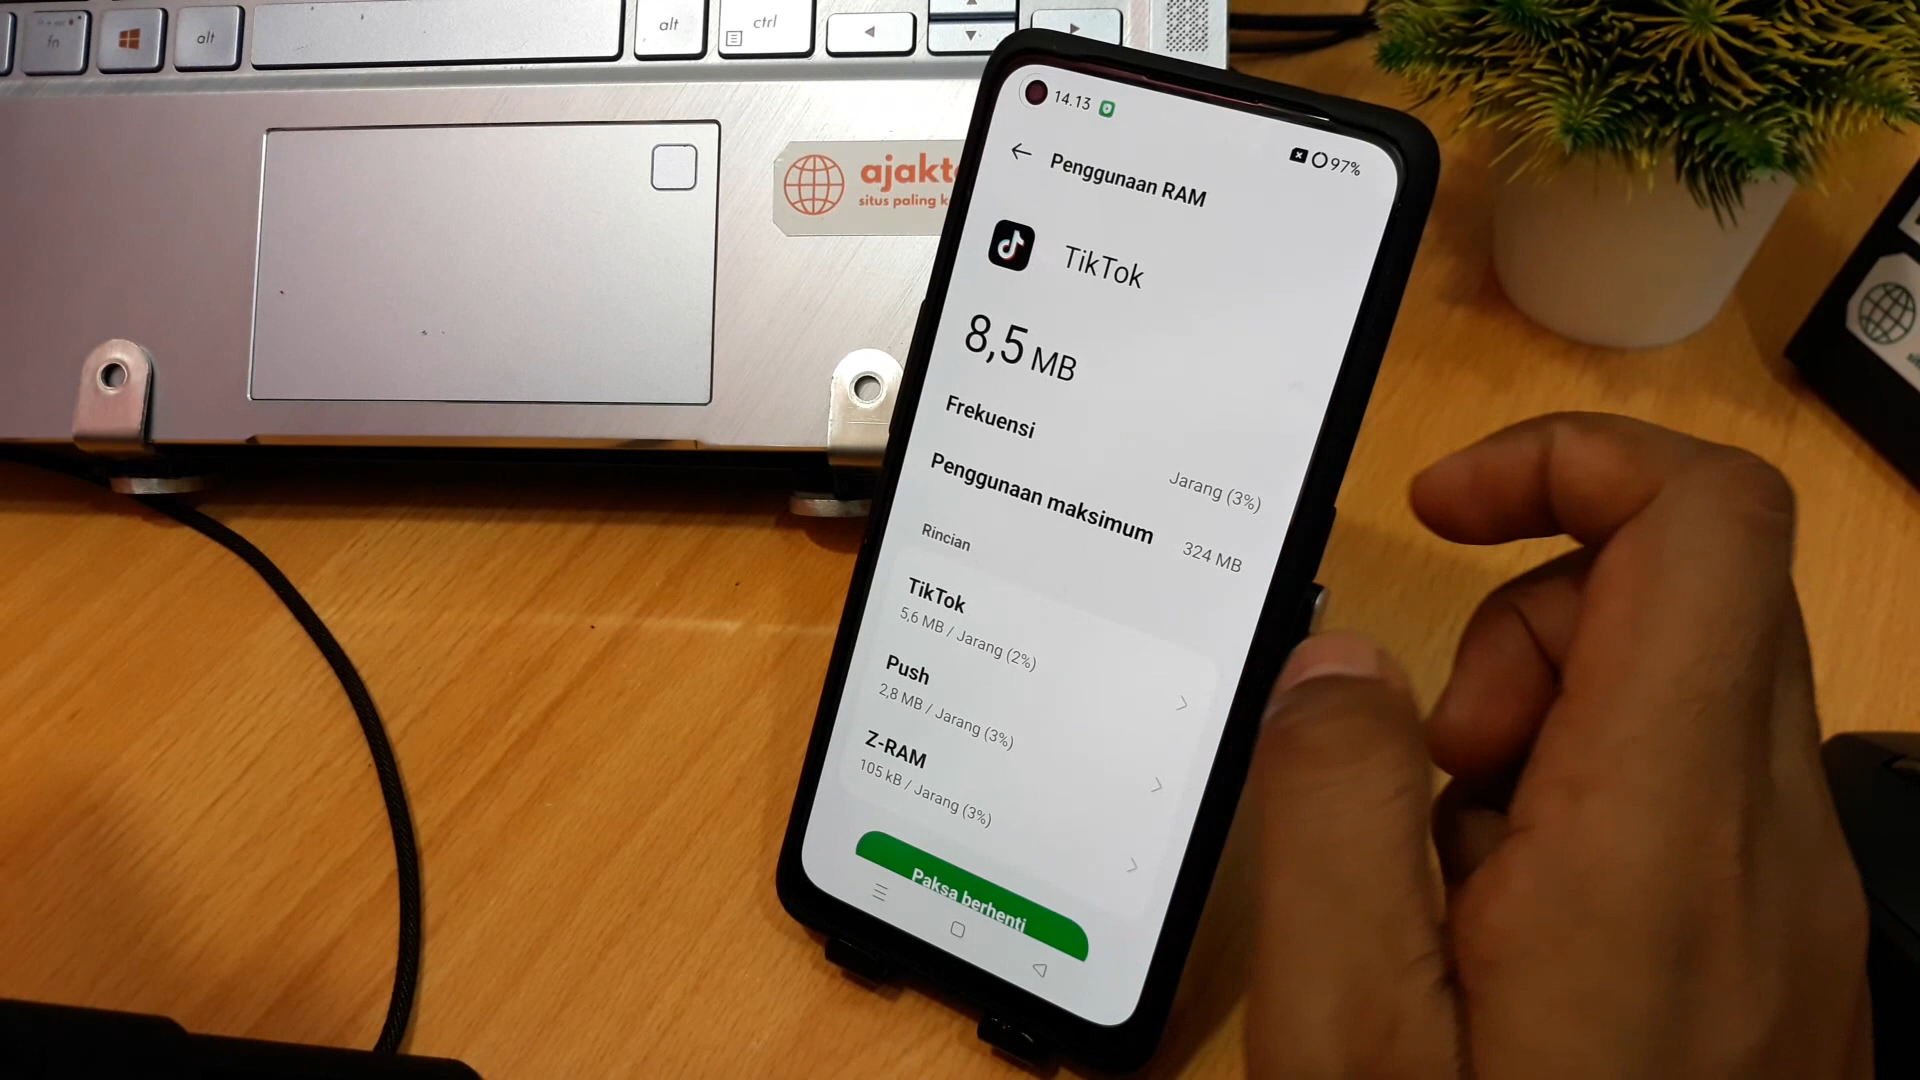 fn
alt
alt
ctrl
ajakt
situs paling k
14.13
97%
Penggunaan RAM
TikTok
8,5 MB
Frekuensi
Jarang (3%)
Penggunaan maksimum
324 MB
Rincian
TikTok
5,6 MB / Jarang (2%)
Push
2,8 MB / Jarang (3%)
Z-RAM
105 kB / Jarang (3%)
Paksa berhenti